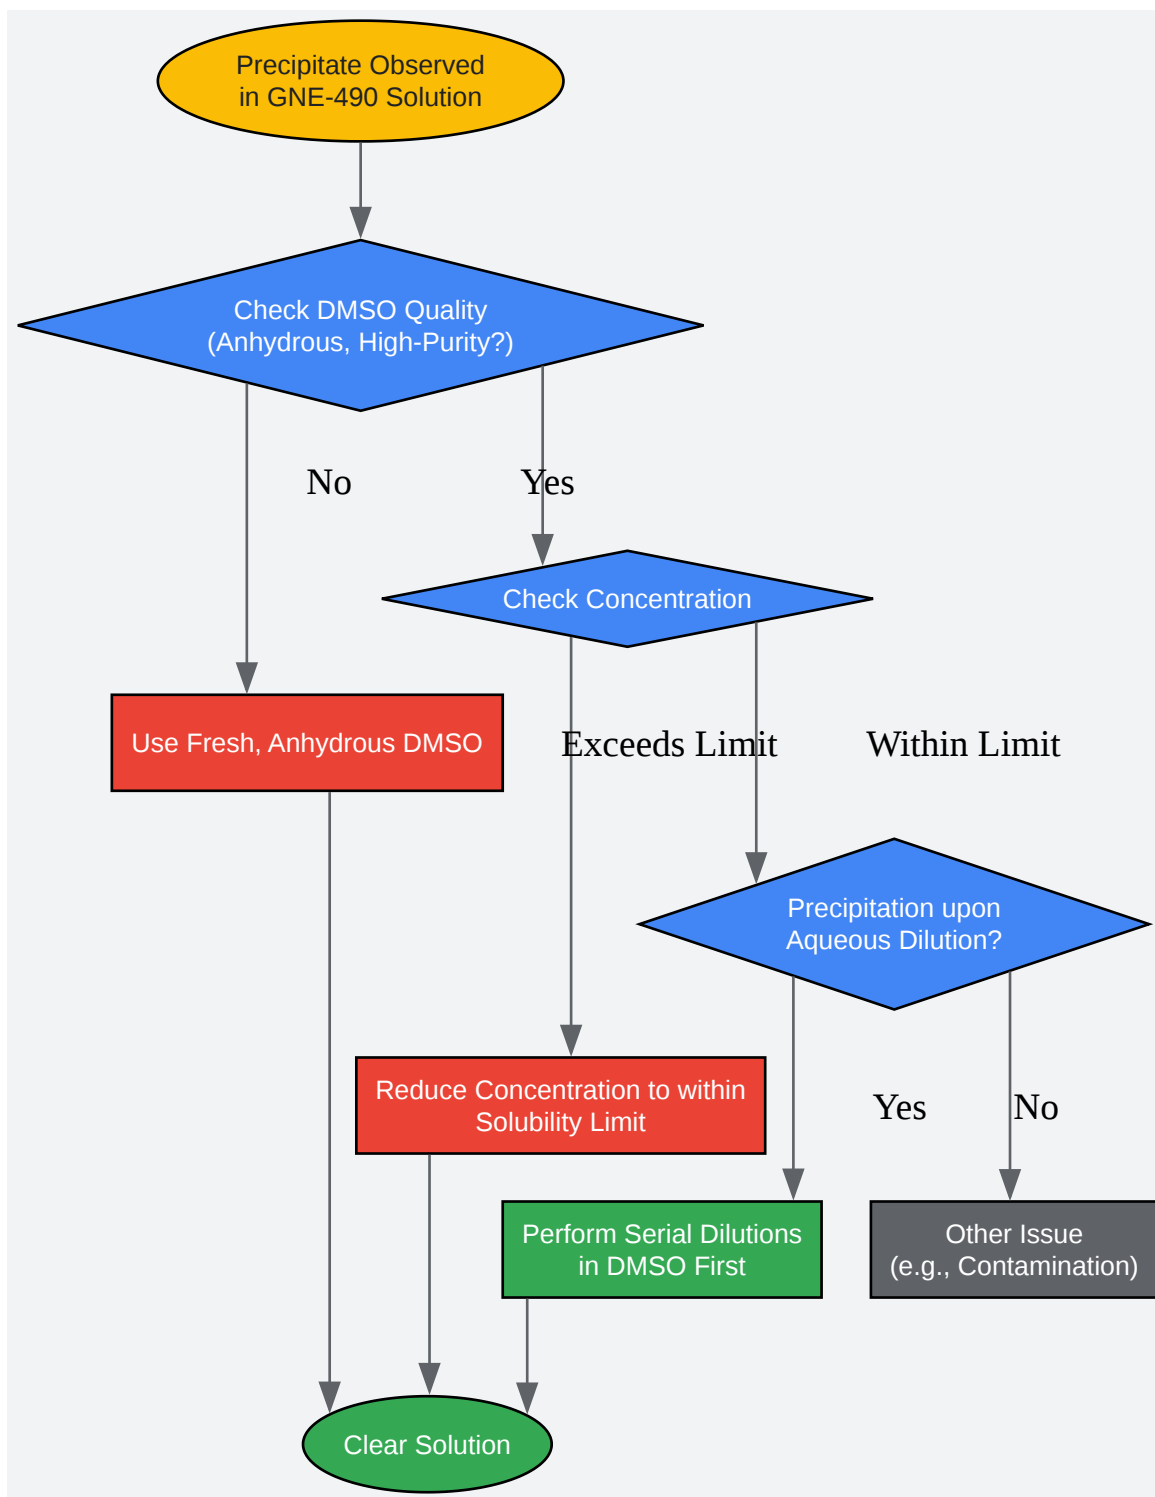 Precipitate Observed
in GNE-490 Solution
Check DMSO Quality
(Anhydrous, High-Purity?)
No
Yes
Check Concentration
Use Fresh, Anhydrous DMSO
Exceeds Limit
Within Limit
Precipitation upon
Aqueous Dilution?
Reduce Concentration to within
Solubility Limit
Yes
No
Perform Serial Dilutions
in DMSO First
Other Issue
(e.g., Contamination)
Clear Solution